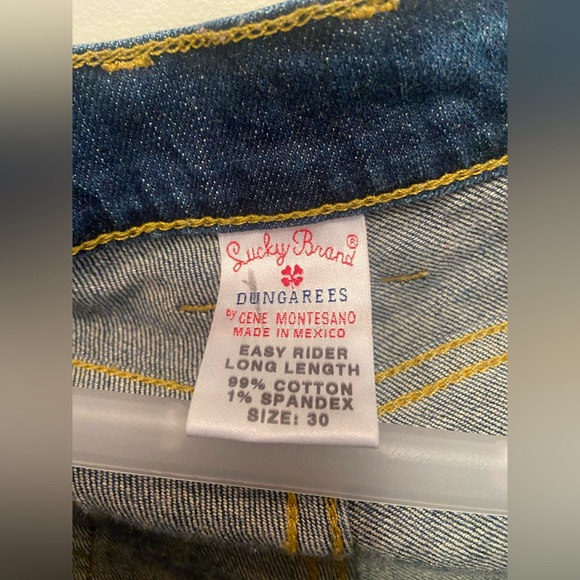 Lucky Brand®
DUNGAREES
by GENE MONTESANO
MADE IN MEXICO
EASY RIDER
LONG LENGTH
99% COTTON
1% SPANDEX
SIZE: 30